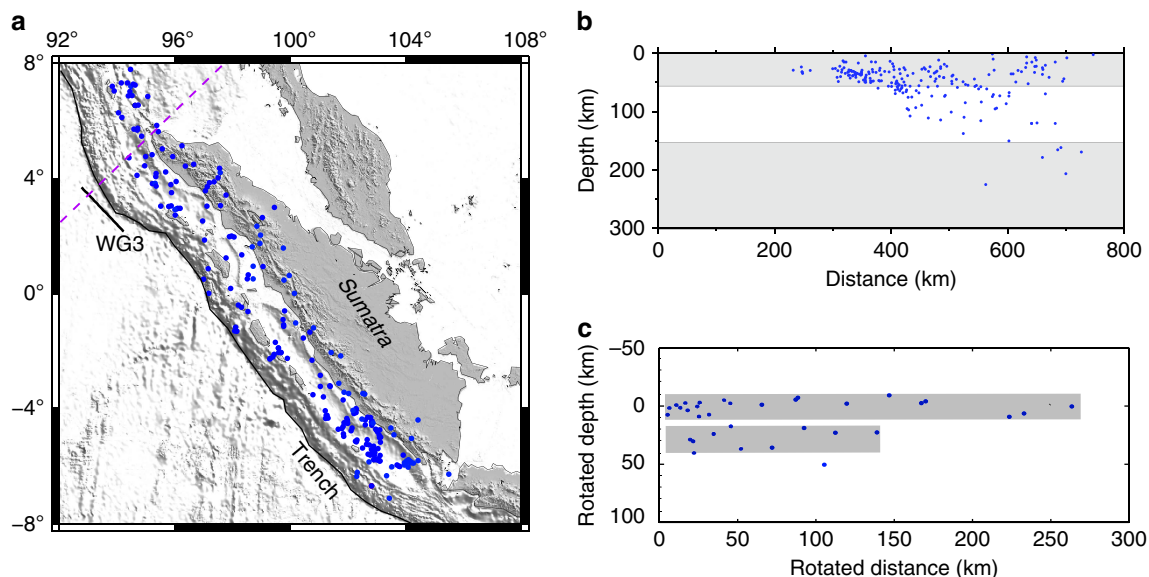 a
92° 96° 100° 104° 108°
8°
4°
0°
−4°
−8°
WG3
Sumatra
Trench
b
0
100
200
300
Depth (km)
0 200 400 600 800
Distance (km)
c
−50
0
50
100
Rotated depth (km)
0 50 100 150 200 250 300
Rotated distance (km)